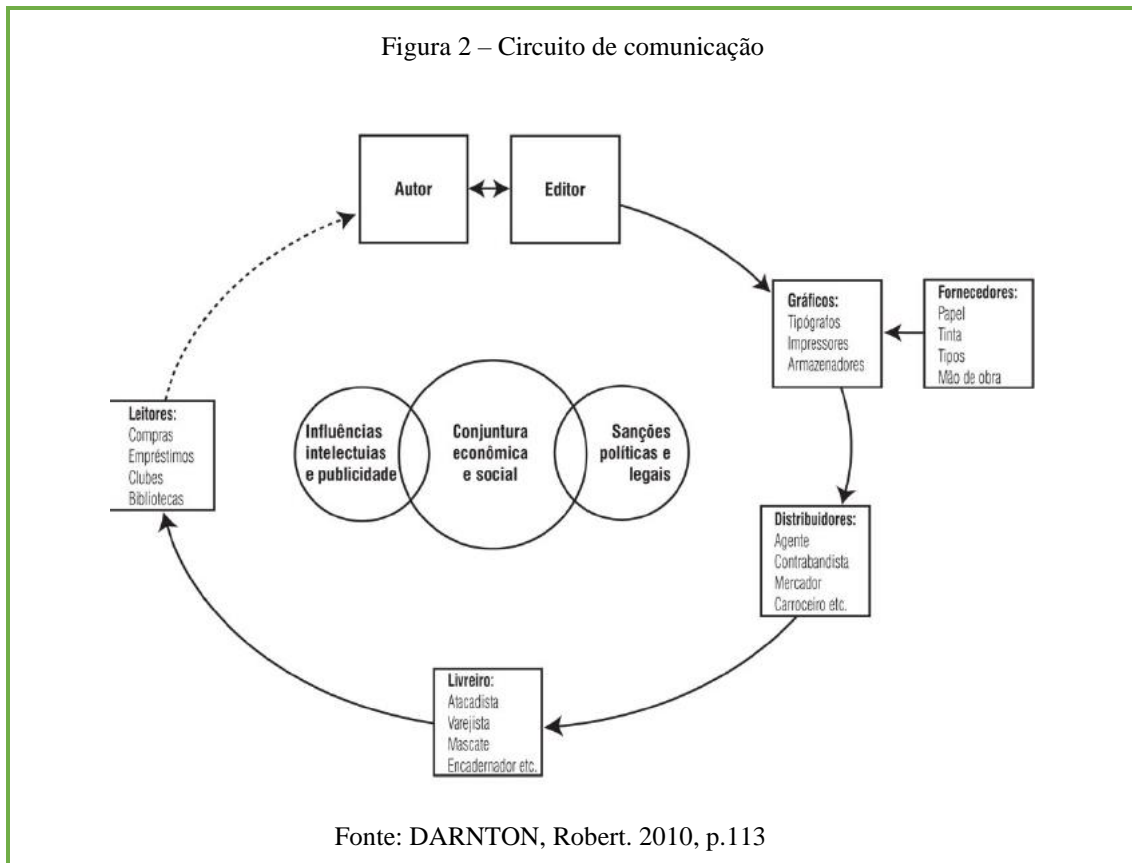 Figura 2 – Circuito de comunicação
Autor
Editor
Gráficos:
Tipógrafos
Impressores
Armazenadores
Fornecedores:
Papel
Tinta
Tipos
Mão de obra
Leitores:
Compras
Empréstimos
Clubes
Bibliotecas
Influências
intelectuias
e publicidade
Conjuntura
econômica
e social
Sanções
políticas e
legais
Distribuidores:
Agente
Contrabandista
Mercador
Carroceiro etc.
Livreiro:
Atacadista
Varejista
Mascate
Encadernador etc.
Fonte: DARNTON, Robert. 2010, p.113